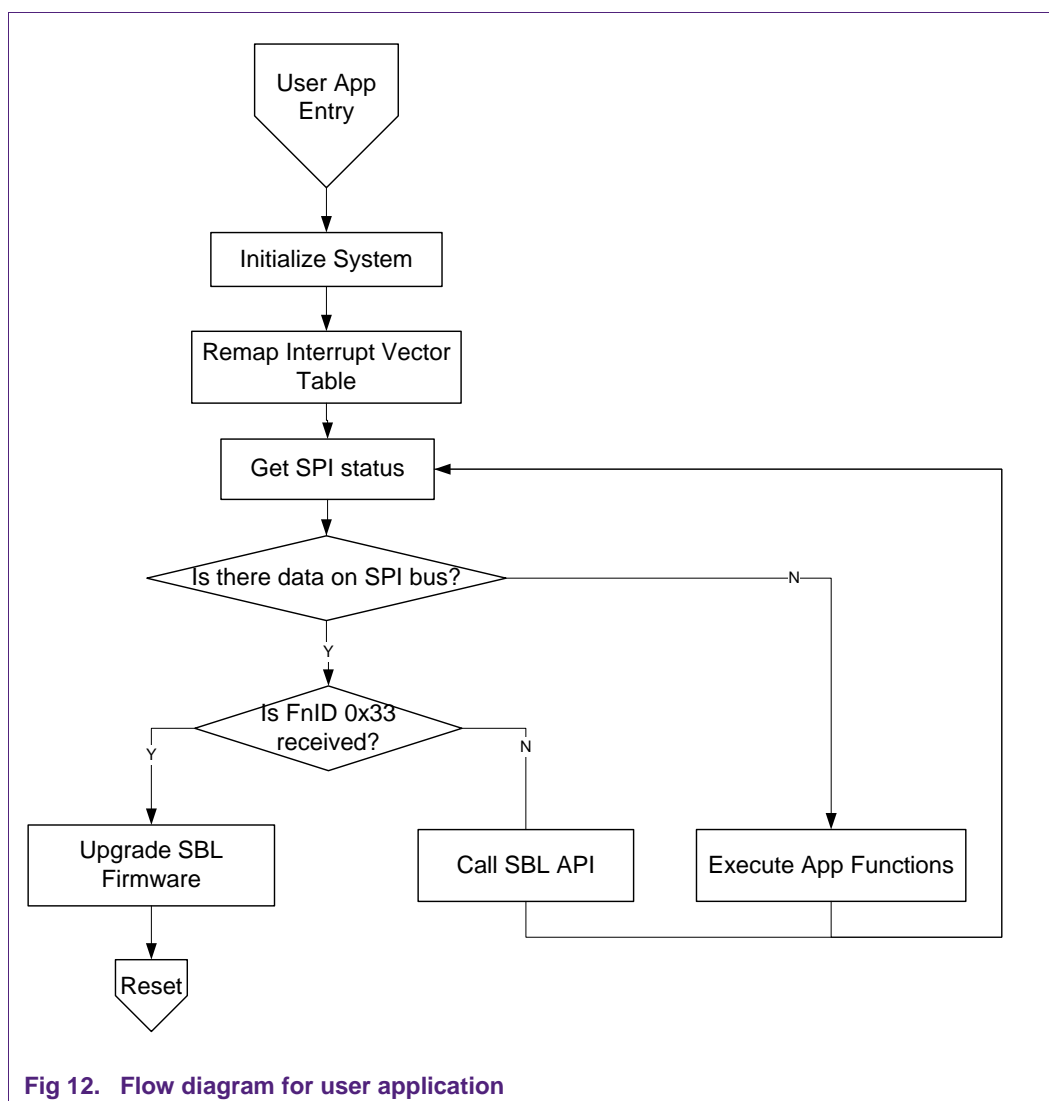 User App
Entry
Initialize System
Remap Interrupt Vector
Table
Get SPI status
Is there data on SPI bus?
N
Y
Is FnID 0x33
received?
Y
N
Upgrade SBL
Firmware
Call SBL API
Execute App Functions
Reset
Fig 12. Flow diagram for user application